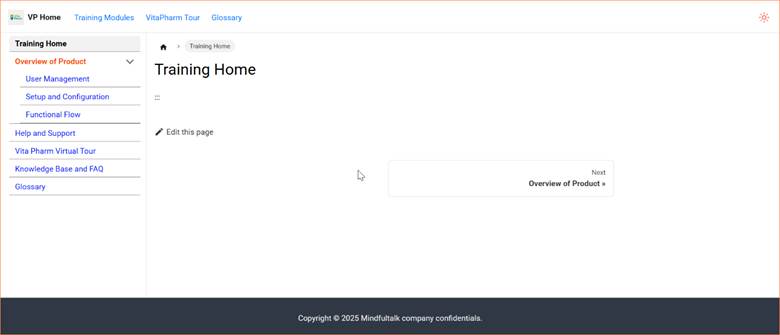 VP Home Training Modules VitaPharm Tour Glossary
Training Home
Overview of Product
User Management
Setup and Configuration
Functional Flow
Help and Support
Vita Pharm Virtual Tour
Knowledge Base and FAQ
Glossary
Training Home
Training Home
:::
Edit this page
Next
Overview of Product »
Copyright © 2025 Mindfultalk company confidentials.